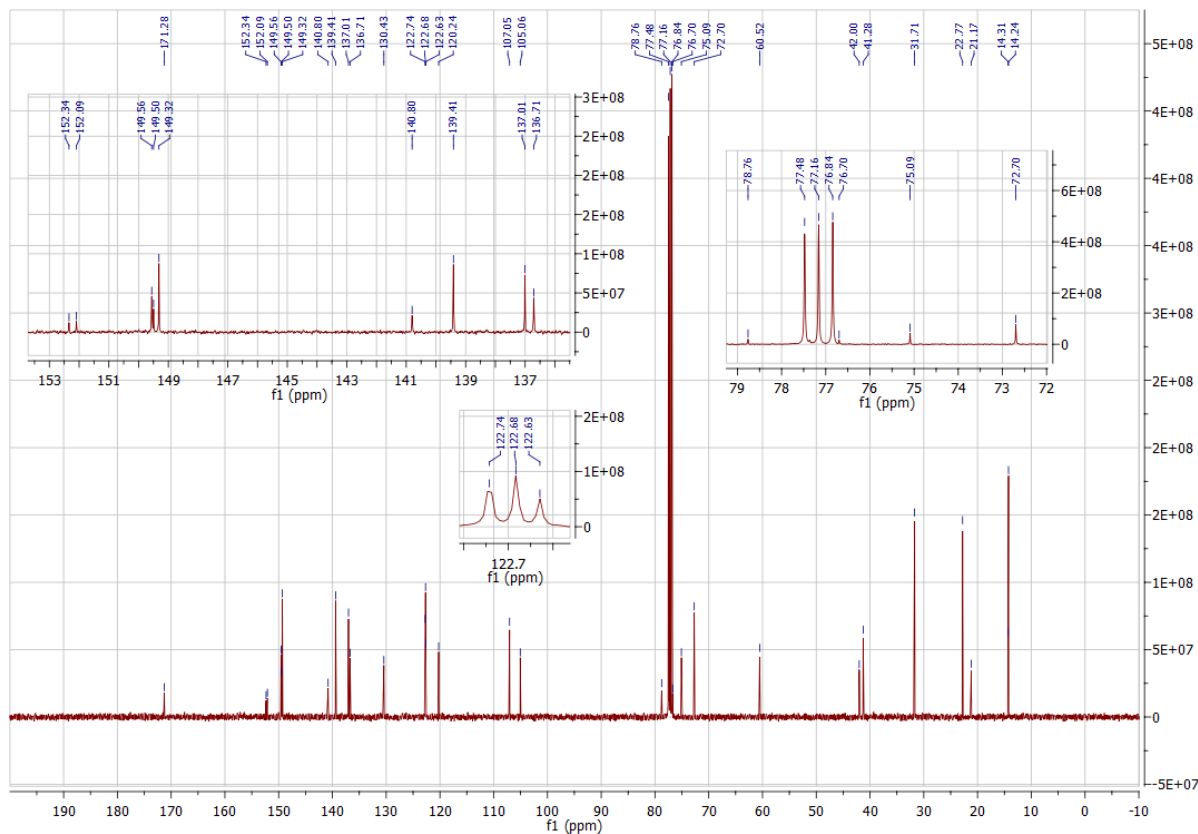 171.28
152.34
152.09
149.56
149.50
149.32
140.80
139.41
137.01
136.71
130.43
122.74
122.68
122.63
120.24
107.05
105.06
78.76
77.48
77.16
76.84
76.70
75.09
72.70
60.52
42.00
41.28
31.71
22.77
21.17
14.31
14.24
152.34
152.09
149.56
149.50
149.32
140.80
139.41
137.01
136.71
3E+08
2E+08
2E+08
1E+08
5E+07
0
153 151 149 147 145 143 141 139 137
f1 (ppm)
78.76
77.48
77.16
76.84
76.70
75.09
72.70
6E+08
4E+08
2E+08
0
79 78 77 76 75 74 73 72
f1 (ppm)
122.74
122.68
122.63
2E+08
1E+08
0
122.7
f1 (ppm)
5E+08
4E+08
4E+08
4E+08
3E+08
2E+08
2E+08
2E+08
1E+08
5E+07
0
-5E+07
190 180 170 160 150 140 130 120 110 100 90 80 70 60 50 40 30 20 10 0 -10
f1 (ppm)